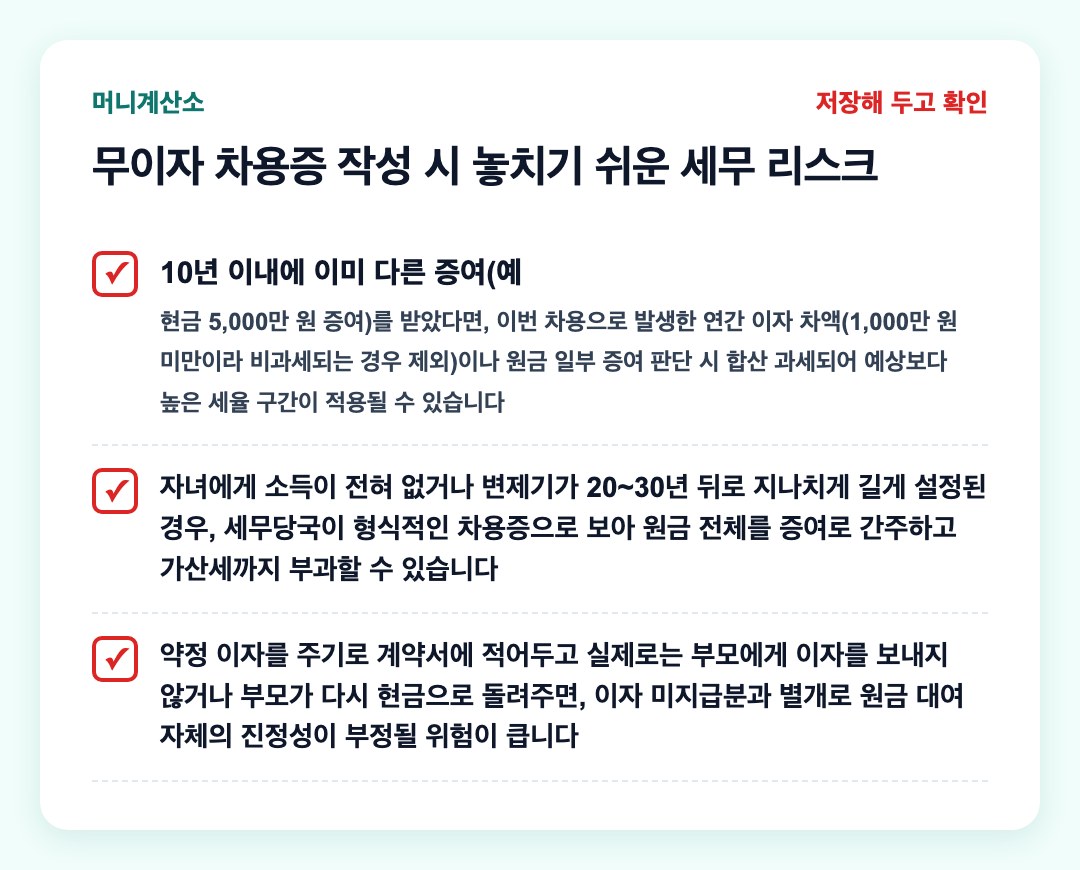 머니계산소
저장해 두고 확인
무이자 차용증 작성 시 놓치기 쉬운 세무 리스크
10년 이내에 이미 다른 증여(예
현금 5,000만 원 증여)를 받았다면, 이번 차용으로 발생한 연간 이자 차액(1,000만 원
미만이라 비과세되는 경우 제외)이나 원금 일부 증여 판단 시 합산 과세되어 예상보다
높은 세율 구간이 적용될 수 있습니다
자녀에게 소득이 전혀 없거나 변제기가 20~30년 뒤로 지나치게 길게 설정된
경우, 세무당국이 형식적인 차용증으로 보아 원금 전체를 증여로 간주하고
가산세까지 부과할 수 있습니다
약정 이자를 주기로 계약서에 적어두고 실제로는 부모에게 이자를 보내지
않거나 부모가 다시 현금으로 돌려주면, 이자 미지급분과 별개로 원금 대여
자체의 진정성이 부정될 위험이 큽니다